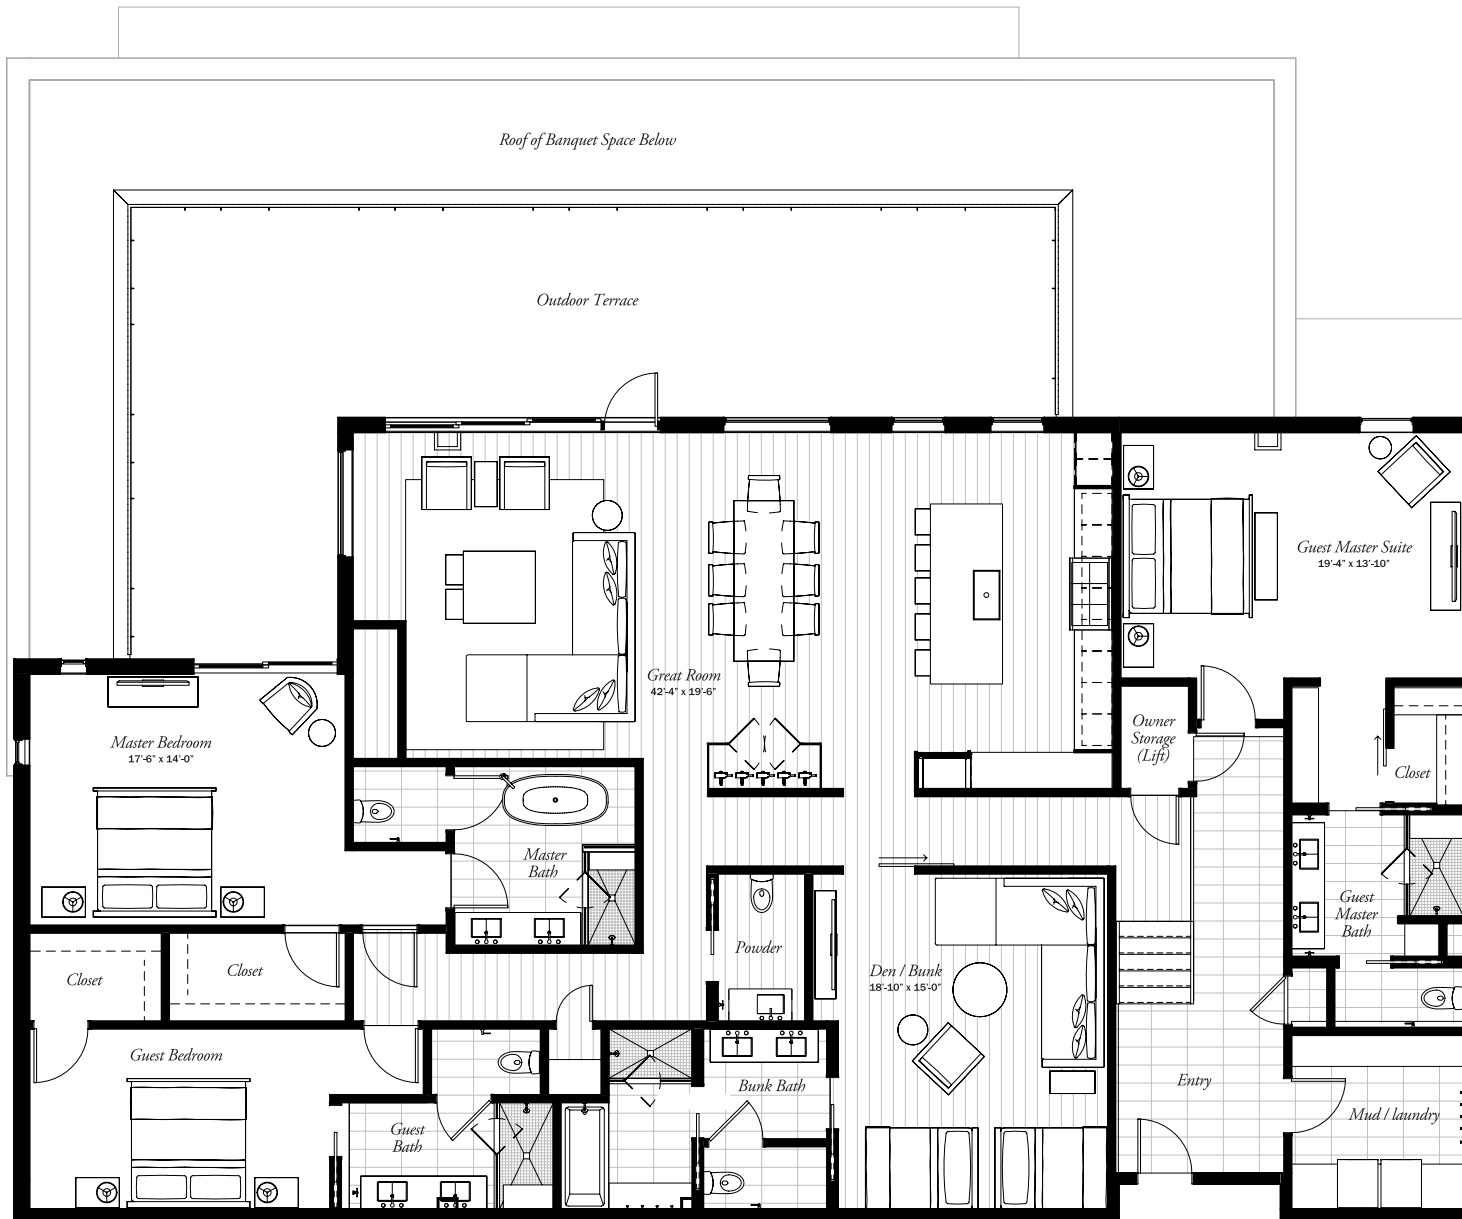 Roof of Banquet Space Below
Outdoor Terrace
Guest Master Suite
19'-4" x 13'-10"
Great Room
42'-4" x 19'-6"
Master Bedroom
17'-6" x 14'-0"
Owner
Storage
(Lift)
Closet
Master
Bath
Guest
Master
Bath
Powder
Closet
Closet
Den / Bunk
18'-10" x 15'-0"
Guest Bedroom
Bunk Bath
Entry
Guest
Bath
Mud / laundry